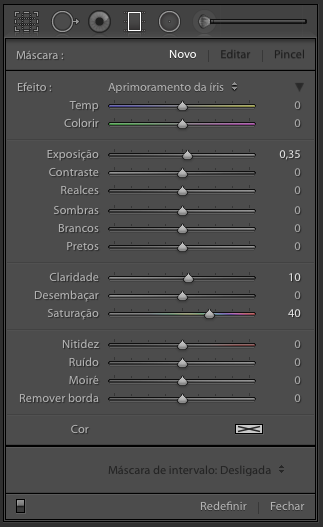 Máscara : Novo | Editar | Pincel
Efeito : Aprimoramento da íris
Temp 0
Colorir 0
Exposição 0,35
Contraste 0
Realces 0
Sombras 0
Brancos 0
Pretos 0
Claridade 10
Desembaçar 0
Saturação 40
Nitidez 0
Ruído 0
Moiré 0
Remover borda 0
Cor
Máscara de intervalo: Desligada
Redefinir | Fechar